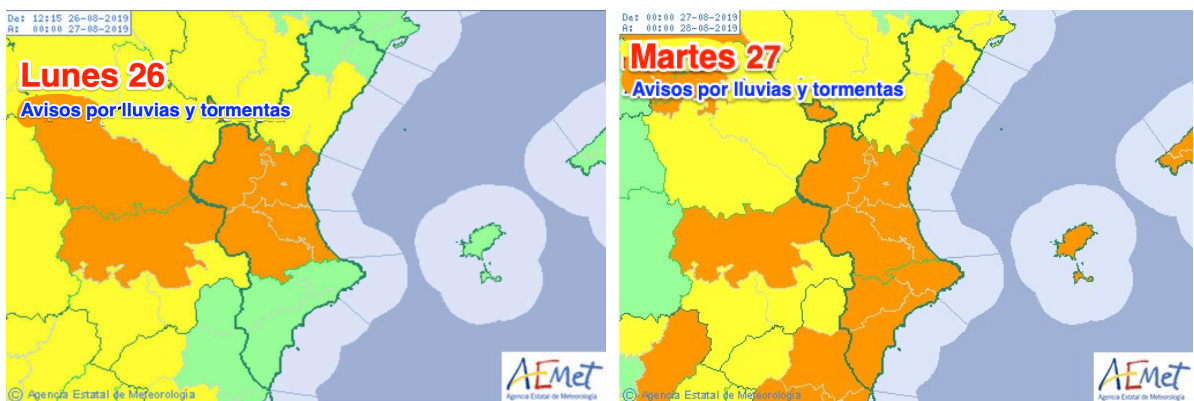 De: 12:15 26-08-2019
A: 00:00 27-08-2019
Lunes 26
Avisos por lluvias y tormentas
AEMet
Agencia Estatal de Meteorología
© Agencia Estatal de Meteorología
De: 00:00 27-08-2019
A: 00:00 28-08-2019
Martes 27
Avisos por lluvias y tormentas
AEMet
Agencia Estatal de Meteorología
© Agencia Estatal de Meteorología